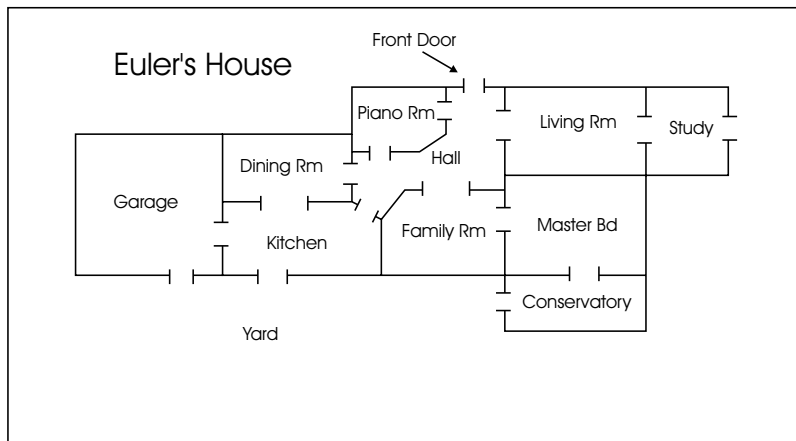 Front Door
Euler's House
Piano Rm
Living Rm
Study
Hall
Dining Rm
Garage
Family Rm
Master Bd
Kitchen
Conservatory
Yard